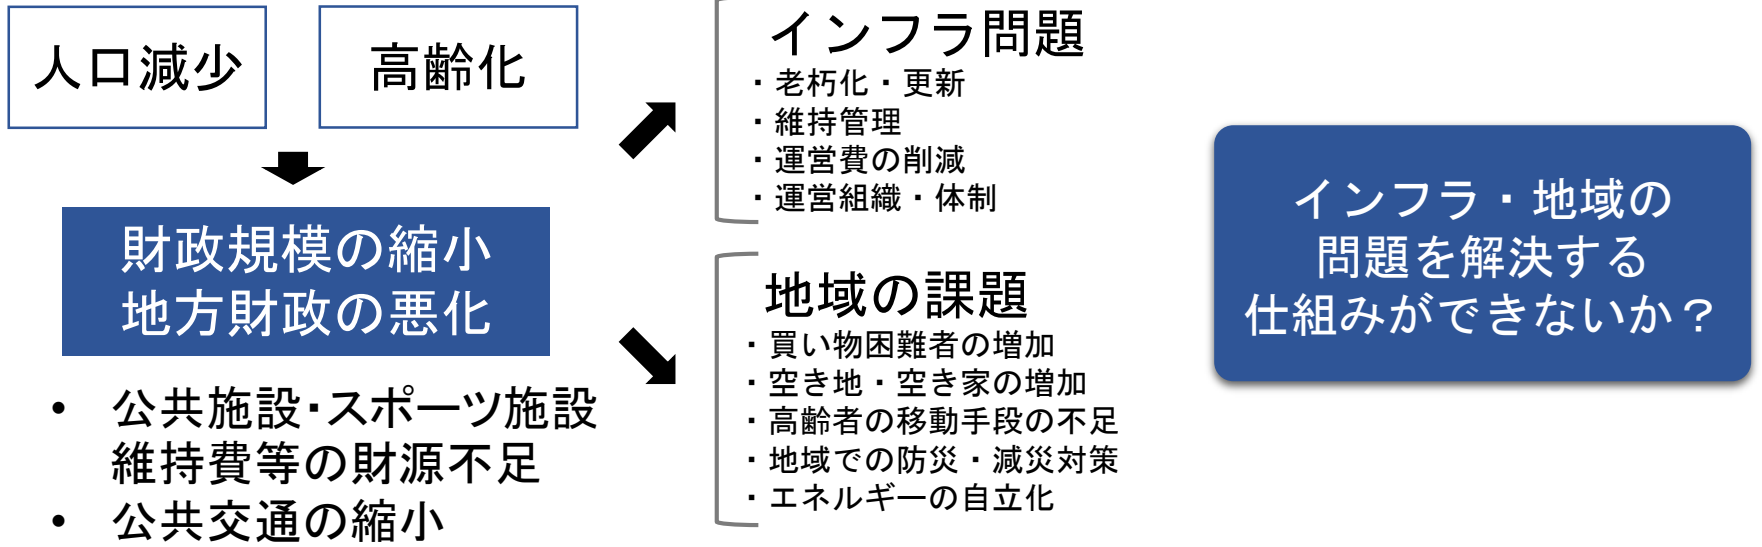 人口減少
高齢化
財政規模の縮小
地方財政の悪化
• 公共施設・スポーツ施設
維持費等の財源不足
• 公共交通の縮小
インフラ問題
・老朽化・更新
・維持管理
・運営費の削減
・運営組織・体制
地域の課題
・買い物困難者の増加
・空き地・空き家の増加
・高齢者の移動手段の不足
・地域での防災・減災対策
・エネルギーの自立化
インフラ・地域の
問題を解決する
仕組みができないか？